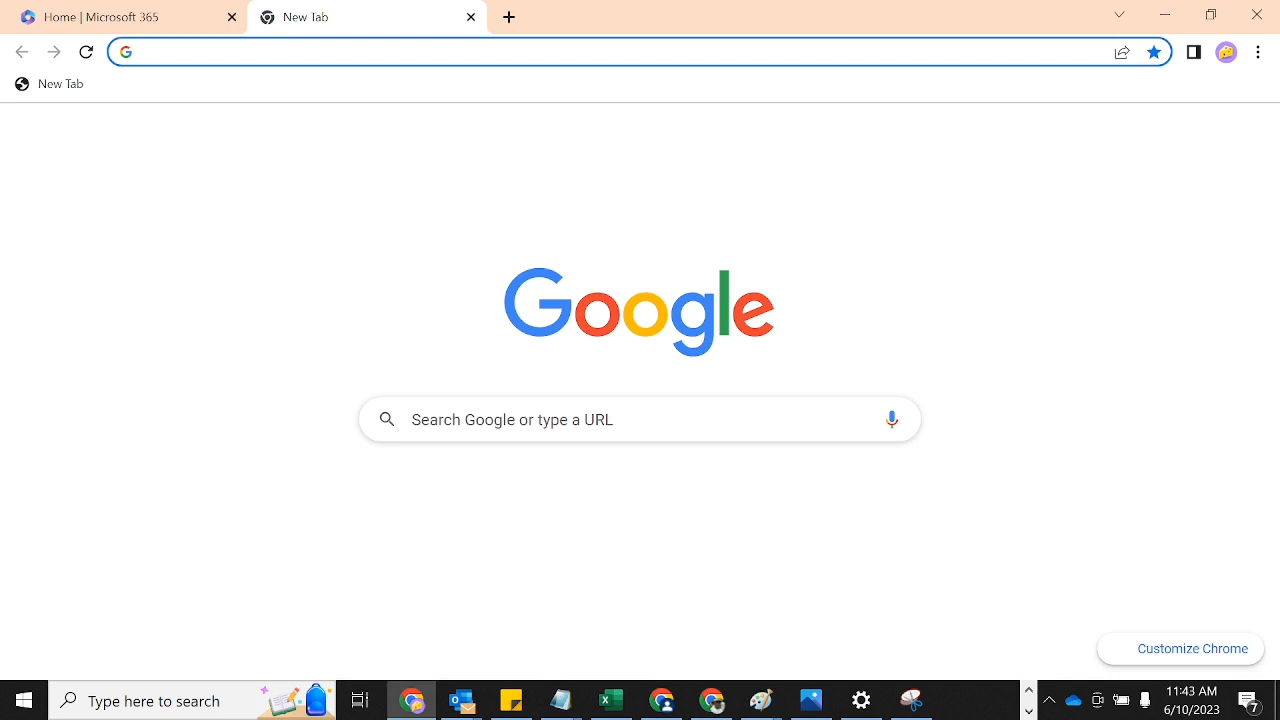 Home | Microsoft 365
New Tab
New Tab
Google
Search Google or type a URL
Customize Chrome
Type here to search
11:43 AM
6/10/2023
7